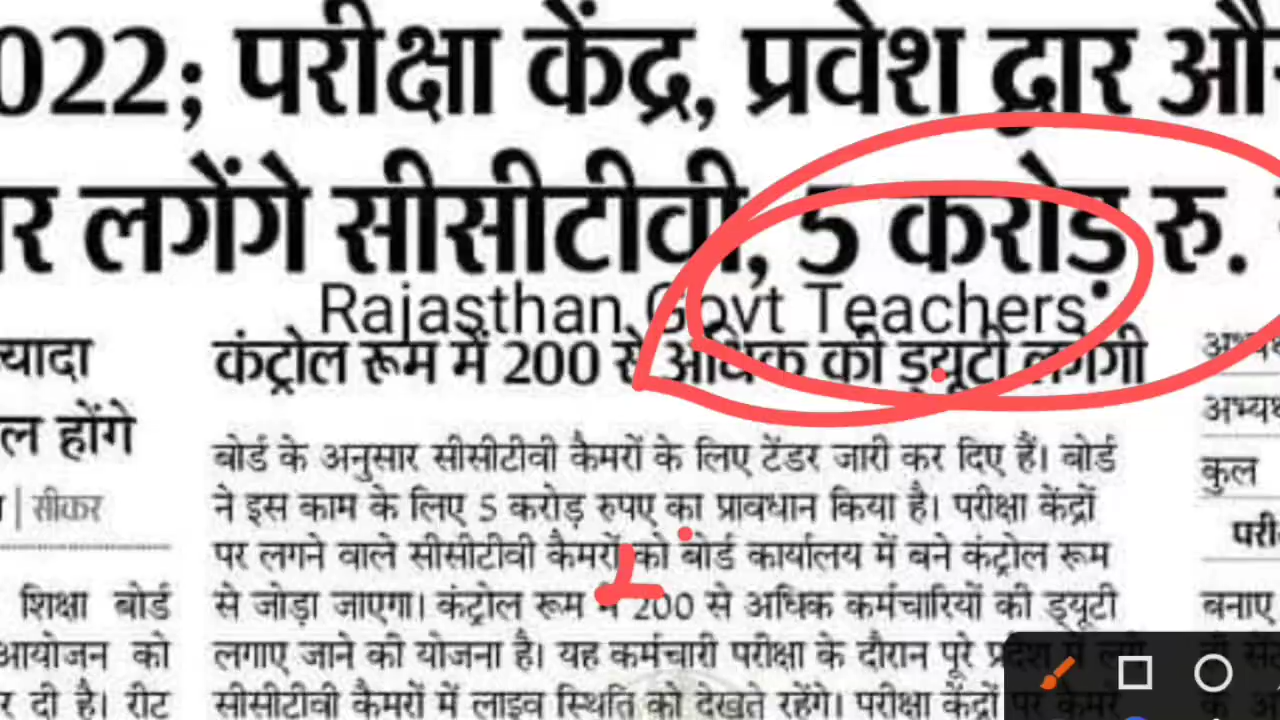 022; परीक्षा केंद्र, प्रवेश द्वार
लगेंगे सीसीटीवी, 5 करोड़ रु.
Rajasthan Govt Teachers
कंट्रोल रूम में 200 से अधिक की ड्यूटी लगेगी
बोर्ड के अनुसार सीसीटीवी कैमरों के लिए टेंडर जारी कर दिए हैं। बोर्ड
ने इस काम के लिए 5 करोड़ रुपए का प्रावधान किया है। परीक्षा केंद्रों
पर लगने वाले सीसीटीवी कैमरों को बोर्ड कार्यालय में बने कंट्रोल रूम
से जोड़ा जाएगा। कंट्रोल रूम में 200 से अधिक कर्मचारियों की ड्यूटी
लगाए जाने की योजना है। यह कर्मचारी परीक्षा के दौरान पूरे
सीसीटीवी कैमरों में लाइव स्थिति को देखते रहेंगे। परीक्षा केंद्रों
होंगे
सीकर
शिक्षा बोर्ड
आयोजन को
दी है। रीट
कुल
बनाए